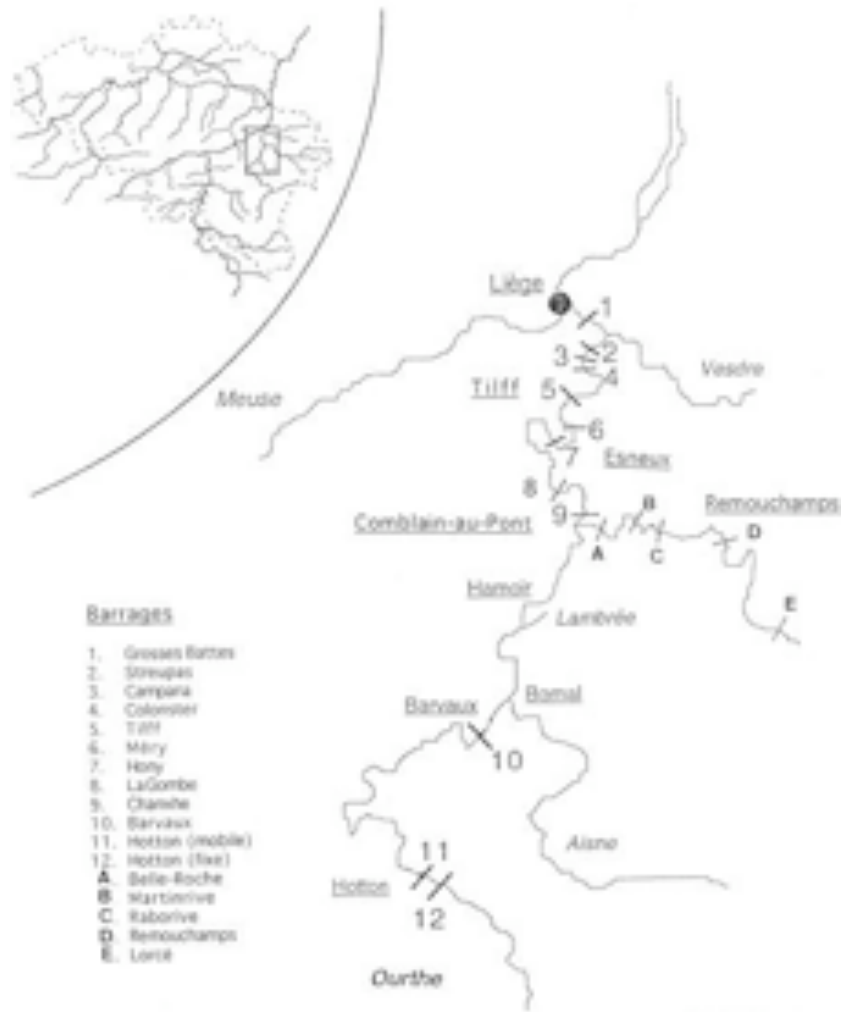 Liège
1
2
3
4
Vesdre
Meuse
Tilff
5
6
7
Esneux
8
9
Comblain-au-Pont
Remouchamps
A
B
C
D
E
Hamoir
Lambrée
Barvaux
Bomal
10
Aisne
Hotton
11
12
Ourthe
Barrages
1. Grosses Battes
2. Streupas
3. Campana
4. Colonster
5. Tilff
6. Méry
7. Hony
8. LaGombe
9. Chanxhe
10. Barvaux
11. Hotton (mobile)
12. Hotton (fixe)
A. Belle-Roche
B. Martinrive
C. Raborive
D. Remouchamps
E. Lorcé